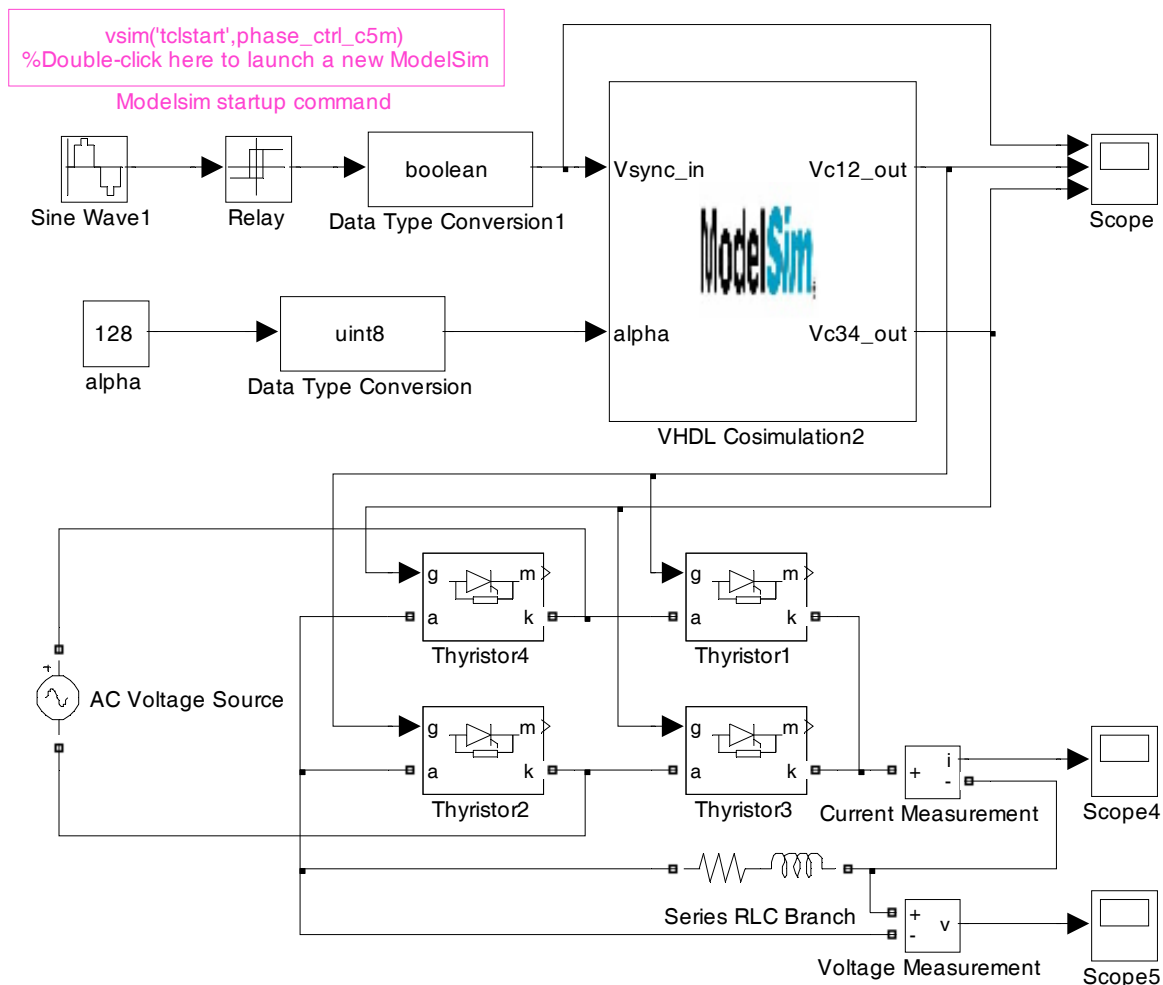 vsim('tclstart',phase_ctrl_c5m)
%Double-click here to launch a new ModelSim
Modelsim startup command
Sine Wave1
Relay
boolean
Data Type Conversion1
Vsync_in
Vc12_out
ModelSim
Scope
128
alpha
uint8
Data Type Conversion
alpha
Vc34_out
VHDL Cosimulation2
g
m
a
k
Thyristor4
g
m
a
k
Thyristor1
+
AC Voltage Source
g
m
a
k
Thyristor2
g
m
a
k
Thyristor3
+
i
-
Current Measurement
Scope4
Series RLC Branch
+
-
v
Voltage Measurement
Scope5